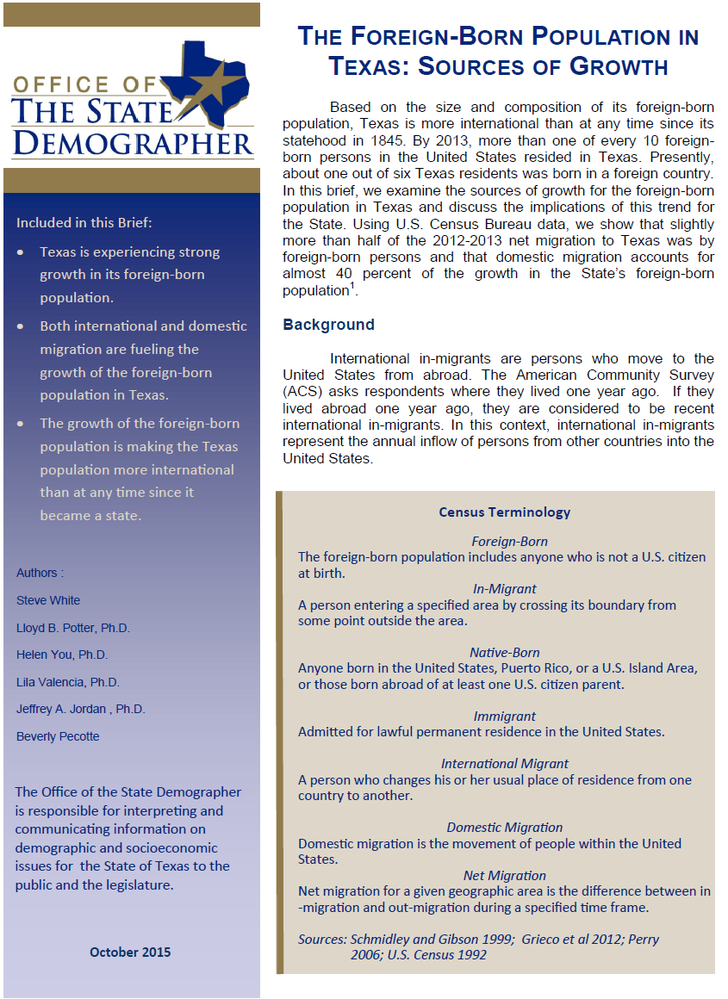 OFFICE OF
THE STATE
DEMOGRAPHER
Included in this Brief:
• Texas is experiencing strong
growth in its foreign-born
population.
• Both international and domestic
migration are fueling the
growth of the foreign-born
population in Texas.
• The growth of the foreign-born
population is making the Texas
population more international
than at any time since it
became a state.
Authors :
Steve White
Lloyd B. Potter, Ph.D.
Helen You, Ph.D.
Lila Valencia, Ph.D.
Jeffrey A. Jordan , Ph.D.
Beverly Pecotte
The Office of the State Demographer
is responsible for interpreting and
communicating information on
demographic and socioeconomic
issues for the State of Texas to the
public and the legislature.
October 2015
THE FOREIGN-BORN POPULATION IN
TEXAS: SOURCES OF GROWTH
Based on the size and composition of its foreign-born
population, Texas is more international than at any time since its
statehood in 1845. By 2013, more than one of every 10 foreign-
born persons in the United States resided in Texas. Presently,
about one out of six Texas residents was born in a foreign country.
In this brief, we examine the sources of growth for the foreign-born
population in Texas and discuss the implications of this trend for
the State. Using U.S. Census Bureau data, we show that slightly
more than half of the 2012-2013 net migration to Texas was by
foreign-born persons and that domestic migration accounts for
almost 40 percent of the growth in the State's foreign-born
population¹.
Background
International in-migrants are persons who move to the
United States from abroad. The American Community Survey
(ACS) asks respondents where they lived one year ago. If they
lived abroad one year ago, they are considered to be recent
international in-migrants. In this context, international in-migrants
represent the annual inflow of persons from other countries into the
United States.
Census Terminology
Foreign-Born
The foreign-born population includes anyone who is not a U.S. citizen
at birth.
In-Migrant
A person entering a specified area by crossing its boundary from
some point outside the area.
Native-Born
Anyone born in the United States, Puerto Rico, or a U.S. Island Area,
or those born abroad of at least one U.S. citizen parent.
Immigrant
Admitted for lawful permanent residence in the United States.
International Migrant
A person who changes his or her usual place of residence from one
country to another.
Domestic Migration
Domestic migration is the movement of people within the United
States.
Net Migration
Net migration for a given geographic area is the difference between in
-migration and out-migration during a specified time frame.
Sources: Schmidley and Gibson 1999; Grieco et al 2012; Perry
2006; U.S. Census 1992